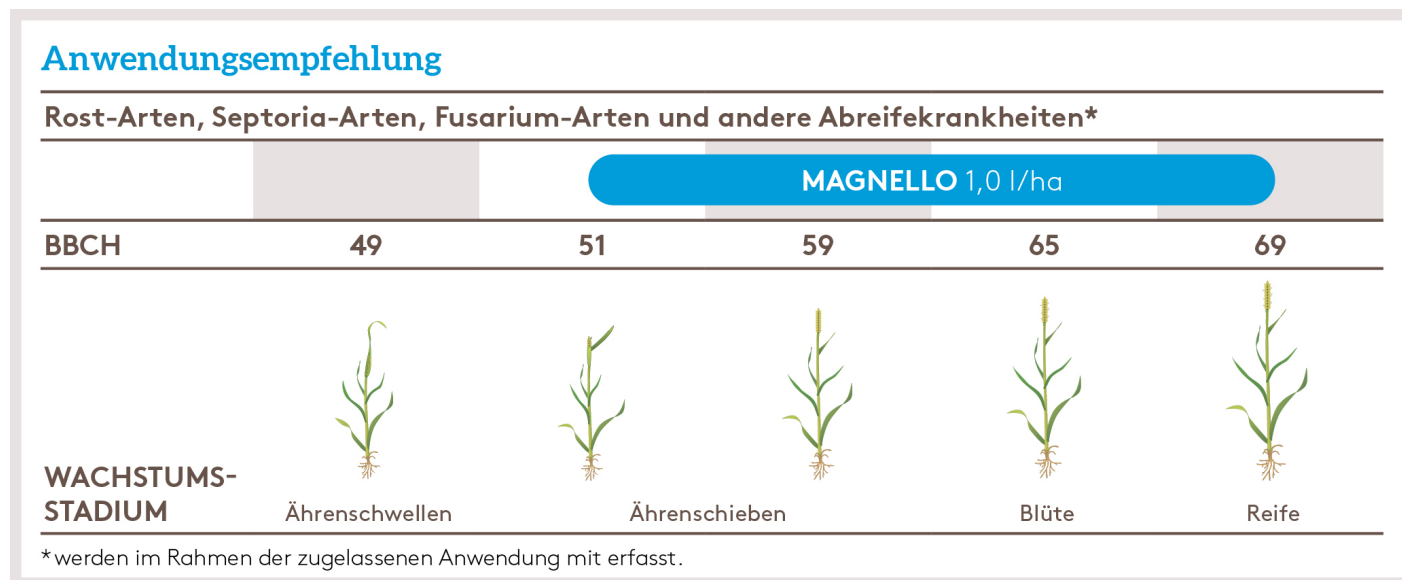 Anwendungsempfehlung
Rost-Arten, Septoria-Arten, Fusarium-Arten und andere Abreifekrankheiten*
MAGNELLO 1,0 l/ha
BBCH 49 51 59 65 69
WACHSTUMS-
STADIUM Ährenschwellen Ährenschieben Blüte Reife
*werden im Rahmen der zugelassenen Anwendung mit erfasst.